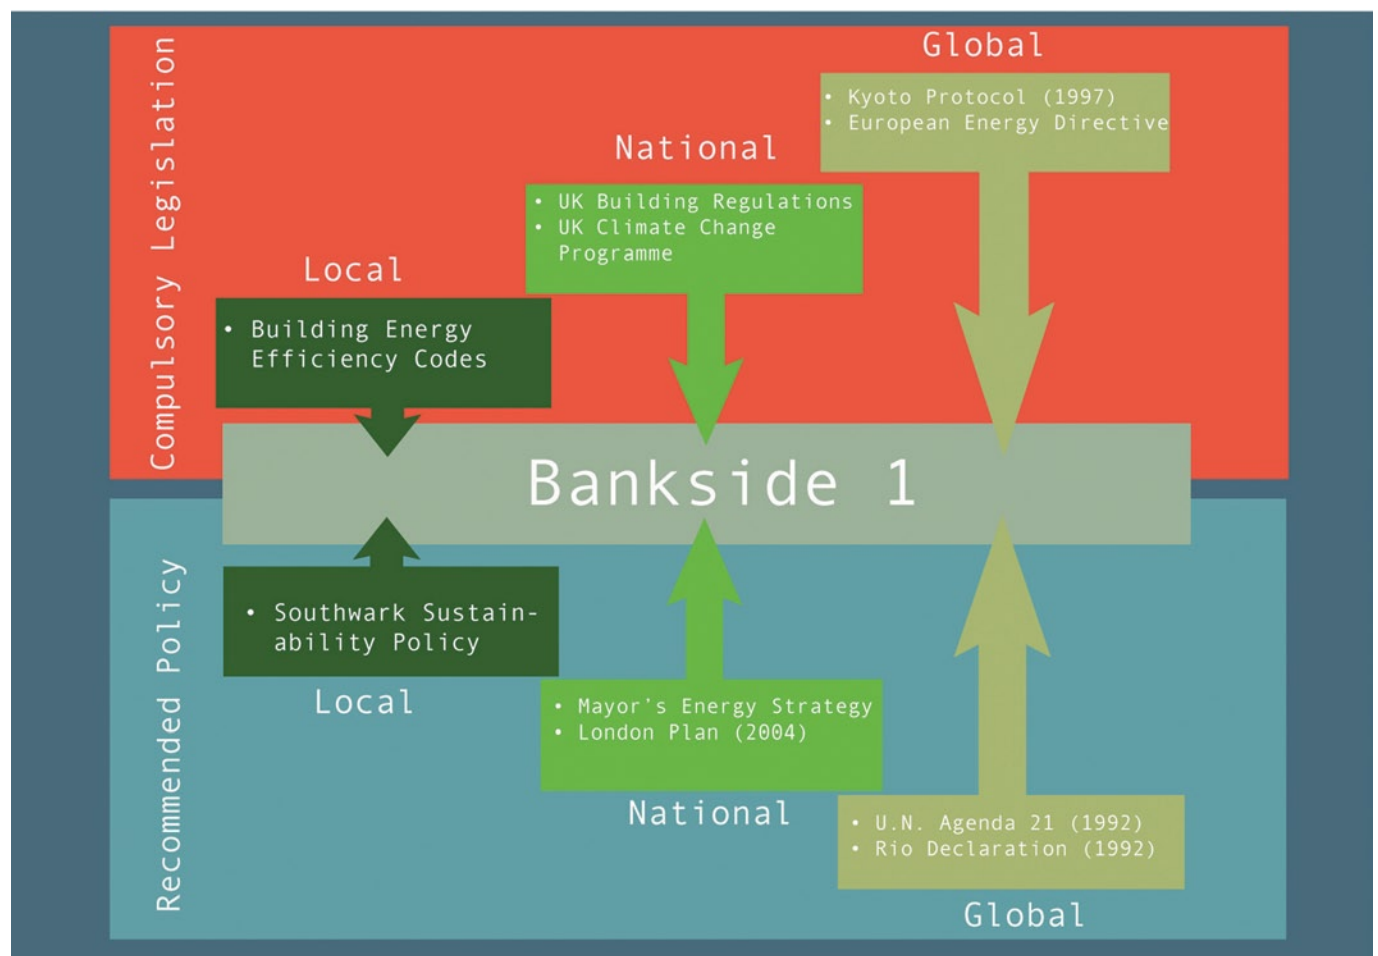 Compulsory Legislation
Global
• Kyoto Protocol (1997)
• European Energy Directive
National
• UK Building Regulations
• UK Climate Change
Programme
Local
• Building Energy
Efficiency Codes
Bankside 1
Recommended Policy
• Southwark Sustain-
ability Policy
Local
• Mayor's Energy Strategy
• London Plan (2004)
National
• U.N. Agenda 21 (1992)
• Rio Declaration (1992)
Global